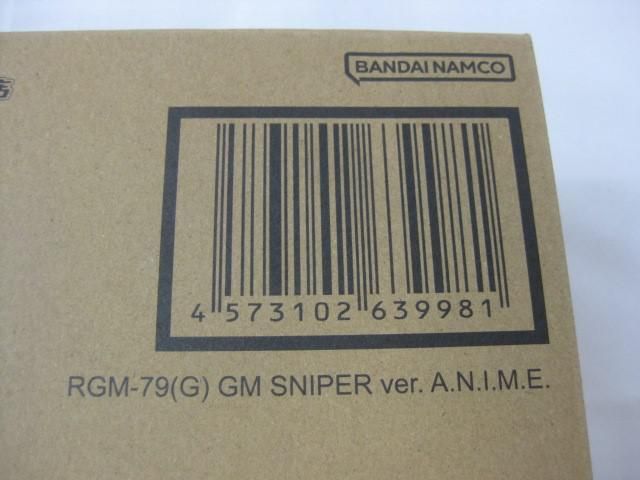 BANDAI NAMCO
4 573102 639981
RGM-79(G) GM SNIPER ver. A.N.I.M.E.